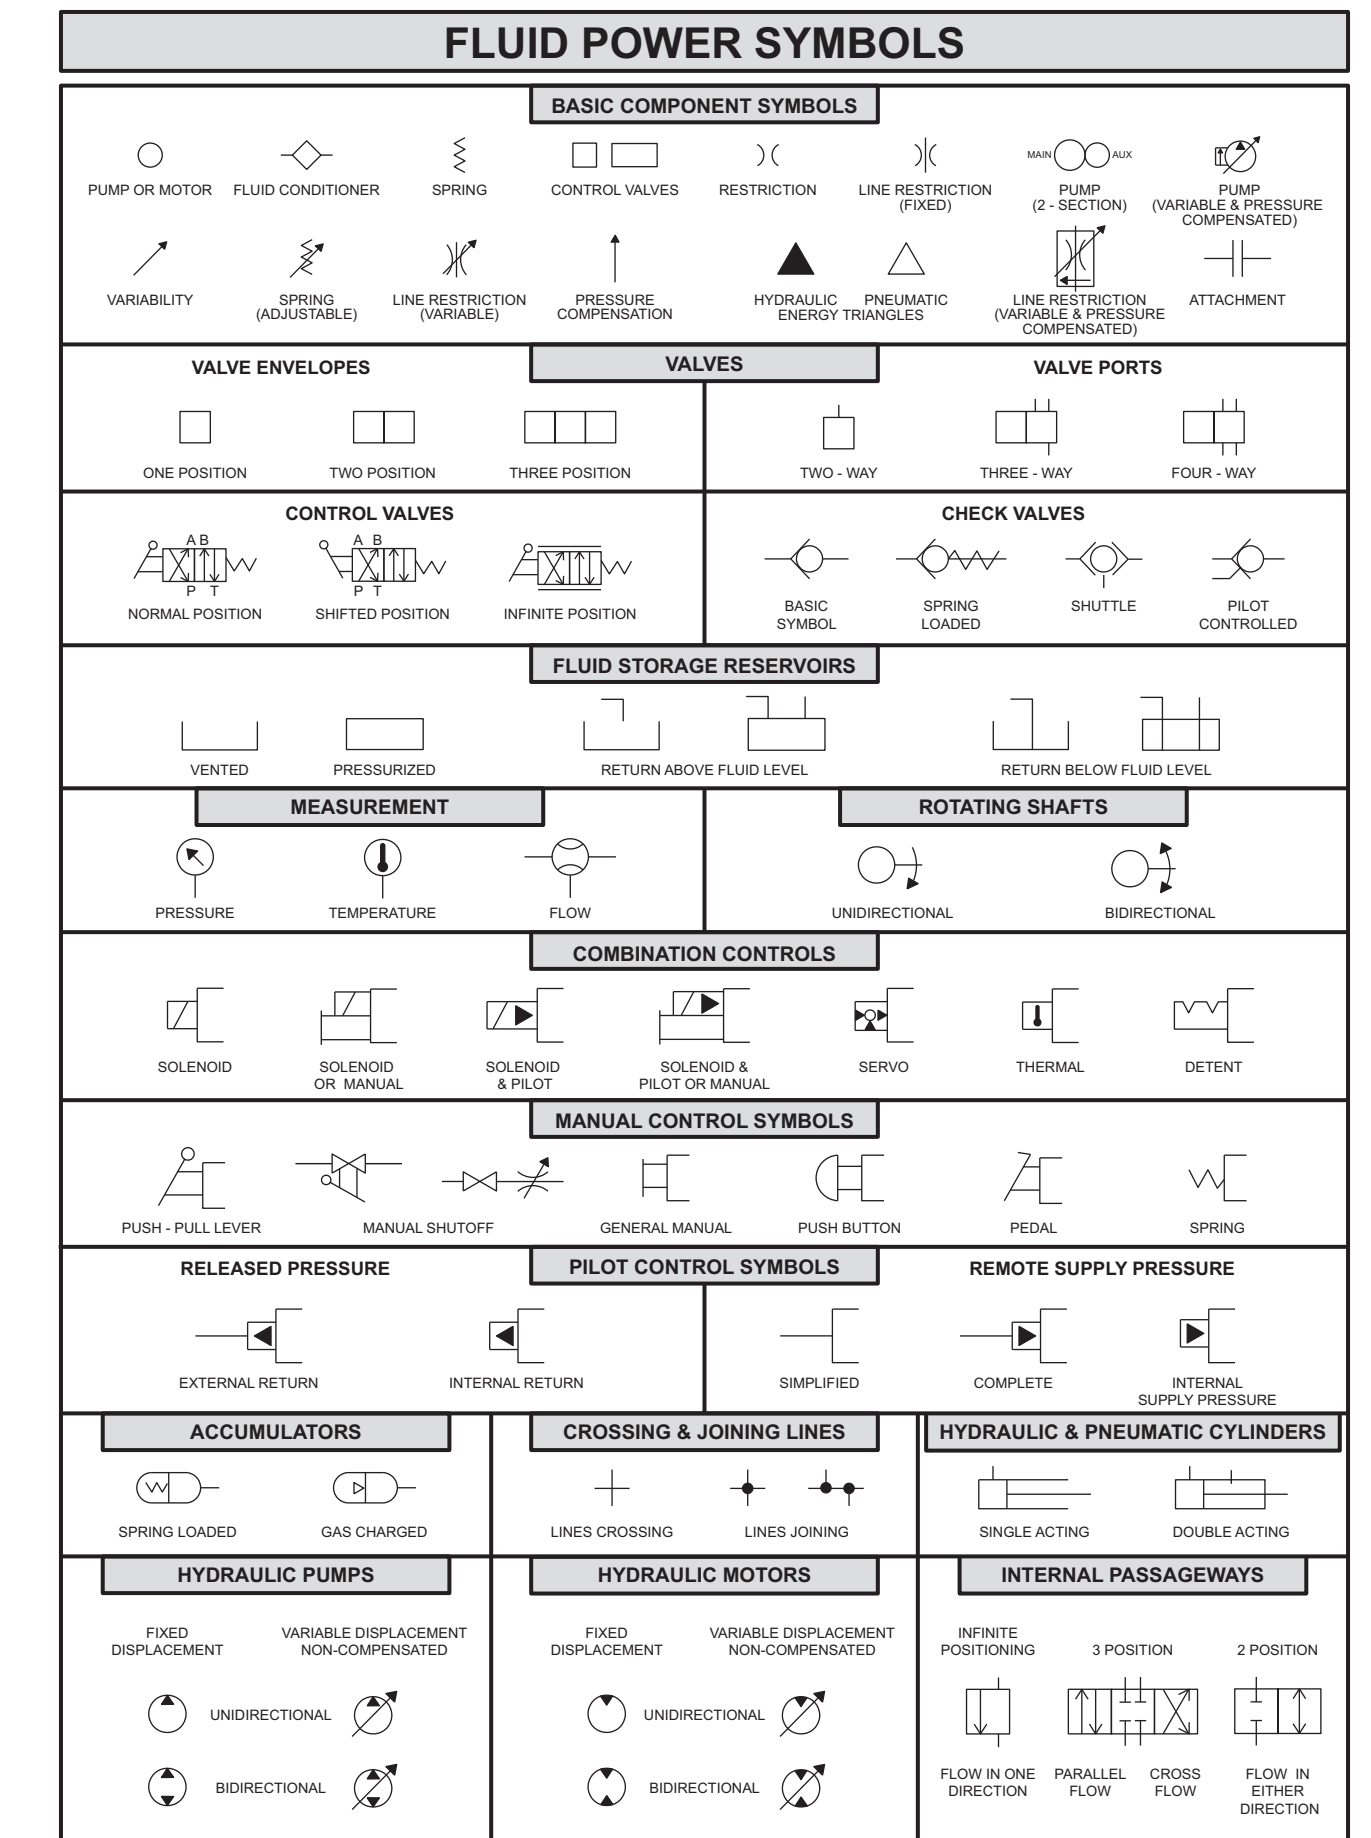 FLUID POWER SYMBOLS
BASIC COMPONENT SYMBOLS
MAIN
AUX
PUMP OR MOTOR
FLUID CONDITIONER
SPRING
CONTROL VALVES
RESTRICTION
LINE RESTRICTION
(FIXED)
PUMP
(2 - SECTION)
PUMP
(VARIABLE & PRESSURE
COMPENSATED)
VARIABILITY
SPRING
(ADJUSTABLE)
LINE RESTRICTION
(VARIABLE)
PRESSURE
COMPENSATION
HYDRAULIC
PNEUMATIC
ENERGY TRIANGLES
LINE RESTRICTION
(VARIABLE & PRESSURE
COMPENSATED)
ATTACHMENT
VALVES
VALVE ENVELOPES
ONE POSITION
TWO POSITION
THREE POSITION
VALVE PORTS
TWO - WAY
THREE - WAY
FOUR - WAY
CONTROL VALVES
A B
P T
NORMAL POSITION
A B
P T
SHIFTED POSITION
INFINITE POSITION
CHECK VALVES
BASIC
SYMBOL
SPRING
LOADED
SHUTTLE
PILOT
CONTROLLED
FLUID STORAGE RESERVOIRS
VENTED
PRESSURIZED
RETURN ABOVE FLUID LEVEL
RETURN BELOW FLUID LEVEL
MEASUREMENT
PRESSURE
TEMPERATURE
FLOW
ROTATING SHAFTS
UNIDIRECTIONAL
BIDIRECTIONAL
COMBINATION CONTROLS
SOLENOID
SOLENOID
OR MANUAL
SOLENOID
& PILOT
SOLENOID &
PILOT OR MANUAL
SERVO
THERMAL
DETENT
MANUAL CONTROL SYMBOLS
PUSH - PULL LEVER
MANUAL SHUTOFF
GENERAL MANUAL
PUSH BUTTON
PEDAL
SPRING
PILOT CONTROL SYMBOLS
RELEASED PRESSURE
EXTERNAL RETURN
INTERNAL RETURN
REMOTE SUPPLY PRESSURE
SIMPLIFIED
COMPLETE
INTERNAL
SUPPLY PRESSURE
ACCUMULATORS
SPRING LOADED
GAS CHARGED
CROSSING & JOINING LINES
LINES CROSSING
LINES JOINING
HYDRAULIC & PNEUMATIC CYLINDERS
SINGLE ACTING
DOUBLE ACTING
HYDRAULIC PUMPS
FIXED
DISPLACEMENT
VARIABLE DISPLACEMENT
NON-COMPENSATED
UNIDIRECTIONAL
BIDIRECTIONAL
HYDRAULIC MOTORS
FIXED
DISPLACEMENT
VARIABLE DISPLACEMENT
NON-COMPENSATED
UNIDIRECTIONAL
BIDIRECTIONAL
INTERNAL PASSAGEWAYS
INFINITE
POSITIONING
3 POSITION
2 POSITION
FLOW IN ONE
DIRECTION
PARALLEL
FLOW
CROSS
FLOW
FLOW IN
EITHER
DIRECTION